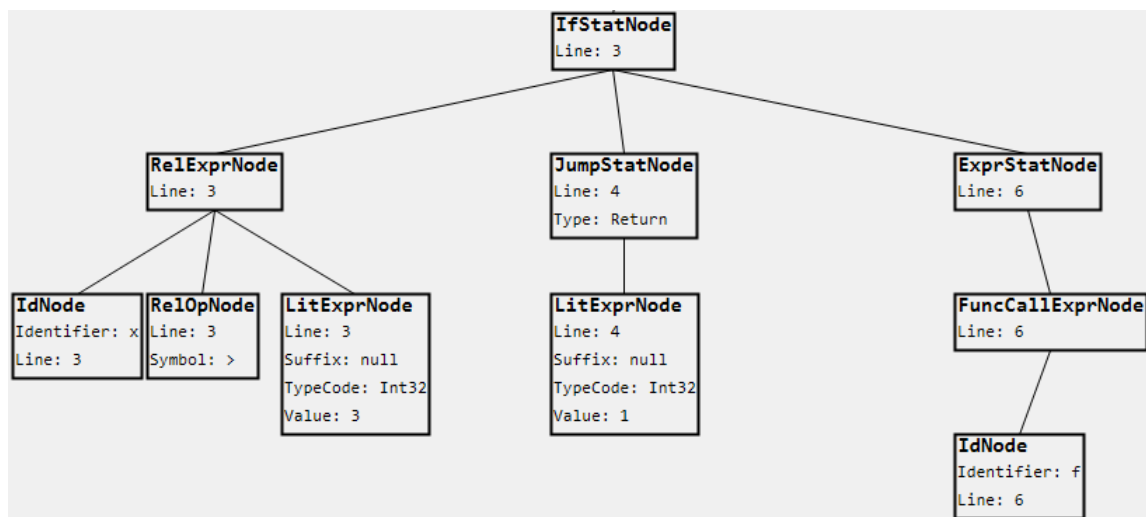 IfStatNode
Line: 3
RelExprNode
Line: 3
JumpStatNode
Line: 4
Type: Return
ExprStatNode
Line: 6
IdNode
Identifier: x
Line: 3
RelOpNode
Line: 3
Symbol: >
LitExprNode
Line: 3
Suffix: null
TypeCode: Int32
Value: 3
LitExprNode
Line: 4
Suffix: null
TypeCode: Int32
Value: 1
FuncCallExprNode
Line: 6
IdNode
Identifier: f
Line: 6